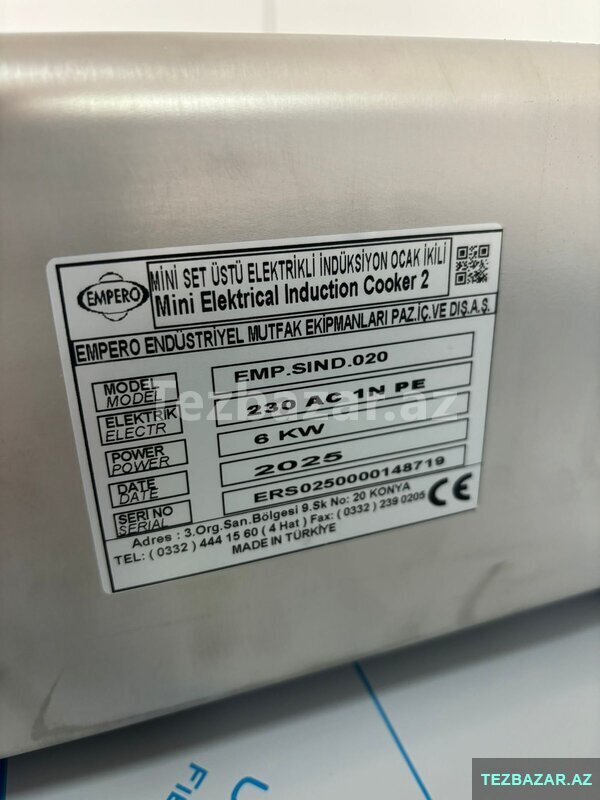 EMPERO
MİNİ SET ÜSTÜ ELEKTRİKLİ İNDÜKSİYON OCAK İKİLİ
Mini Elektrical Induction Cooker 2
EMPERO ENDÜSTRİYEL MUTFAK EKİPMANLARI PAZ.İÇ.VE DIŞ.A.Ş.
MODEL
MODEL
EMP.SIND.020
ELEKTRİK
ELECTR
230 AC 1N PE
POWER
POWER
6 KW
DATE
DATE
2025
SERI NO
SERIAL
ERS0250000148719
Adres : 3.Org.San.Bölgesi 9.Sk No: 20 KONYA
TEL: ( 0332 ) 444 15 60 ( 4 Hat ) Fax: ( 0332 ) 239 0205
MADE IN TÜRKİYE
CE
Tezbazar.az
TEZBAZAR.AZ